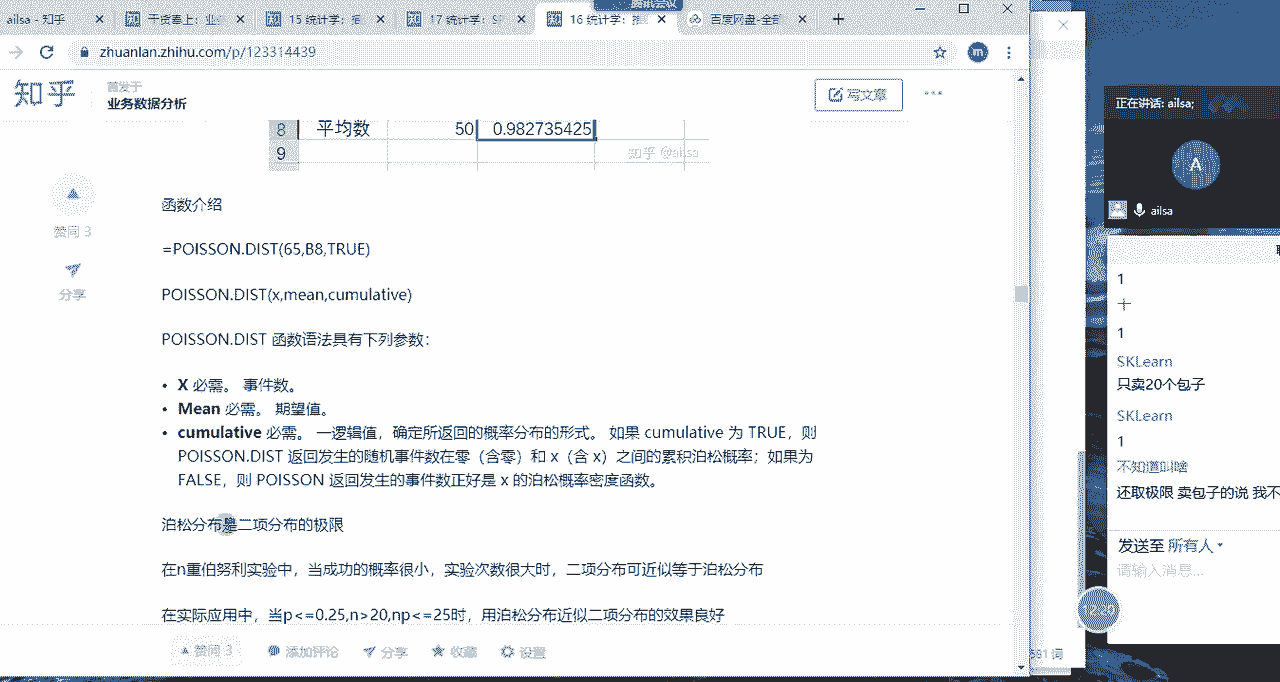 腾讯会议
ailsa - 知乎
干货奉上：业
15 统计学：推
17 统计学：S
16 统计学：推
百度网盘-全部
zhuanlan.zhihu.com/p/123314439
知乎
首发于
业务数据分析
写文章
8 平均数 50 0.982735425
9
知乎 @ailsa
函数介绍
=POISSON.DIST(65,B8,TRUE)
POISSON.DIST(x,mean,cumulative)
POISSON.DIST 函数语法具有下列参数：
• X 必需。 事件数。
• Mean 必需。 期望值。
• cumulative 必需。 一逻辑值，确定所返回的概率分布的形式。 如果 cumulative 为 TRUE，则
POISSON.DIST 返回发生的随机事件数在零（含零）和 x（含 x）之间的累积泊松概率；如果为
FALSE，则 POISSON 返回发生的事件数正好是 x 的泊松概率密度函数。
泊松分布是二项分布的极限
在n重伯努利实验中，当成功的概率很小，实验次数很大时，二项分布可近似等于泊松分布
在实际应用中，当p<=0.25,n>20,np<=25时，用泊松分布近似二项分布的效果良好
赞同 3
分享
赞同 3
添加评论
分享
收藏
设置
正在讲话: ailsa;
A
ailsa
1
十
1
SKLearn
只卖20个包子
SKLearn
1
不知道叫啥
还取极限 卖包子的说 我不
发送至 所有人
请输入消息...
581 词